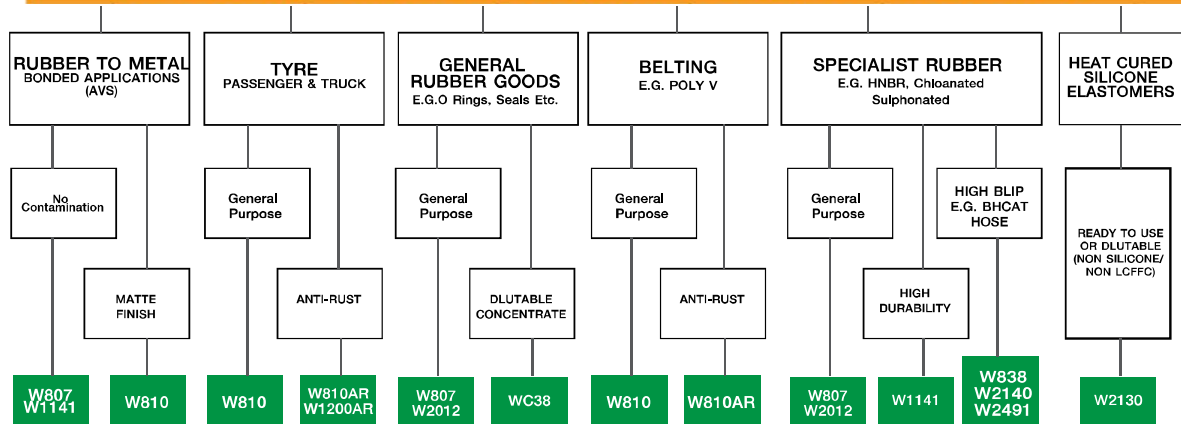 RUBBER TO METAL
BONDED APPLICATIONS
(AVS)
TYRE
PASSENGER & TRUCK
GENERAL
RUBBER GOODS
E.G.O Rings, Seals Etc.
BELTING
E.G. POLY V
SPECIALIST RUBBER
E.G. HNBR, Chloanated
Sulphonated
HEAT CURED
SILICONE
ELASTOMERS
No
Contamination
General
Purpose
General
Purpose
General
Purpose
General
Purpose
HIGH BLIP
E.G. BHCAT
HOSE
READY TO USE
OR DLUTABLE
(NON SILICONE/
NON LCFFC)
MATTE
FINISH
ANTI-RUST
DLUTABLE
CONCENTRATE
ANTI-RUST
HIGH
DURABILITY
W807
W1141
W810
W810
W810AR
W1200AR
W807
W2012
WC38
W810
W810AR
W807
W2012
W1141
W838
W2140
W2491
W2130